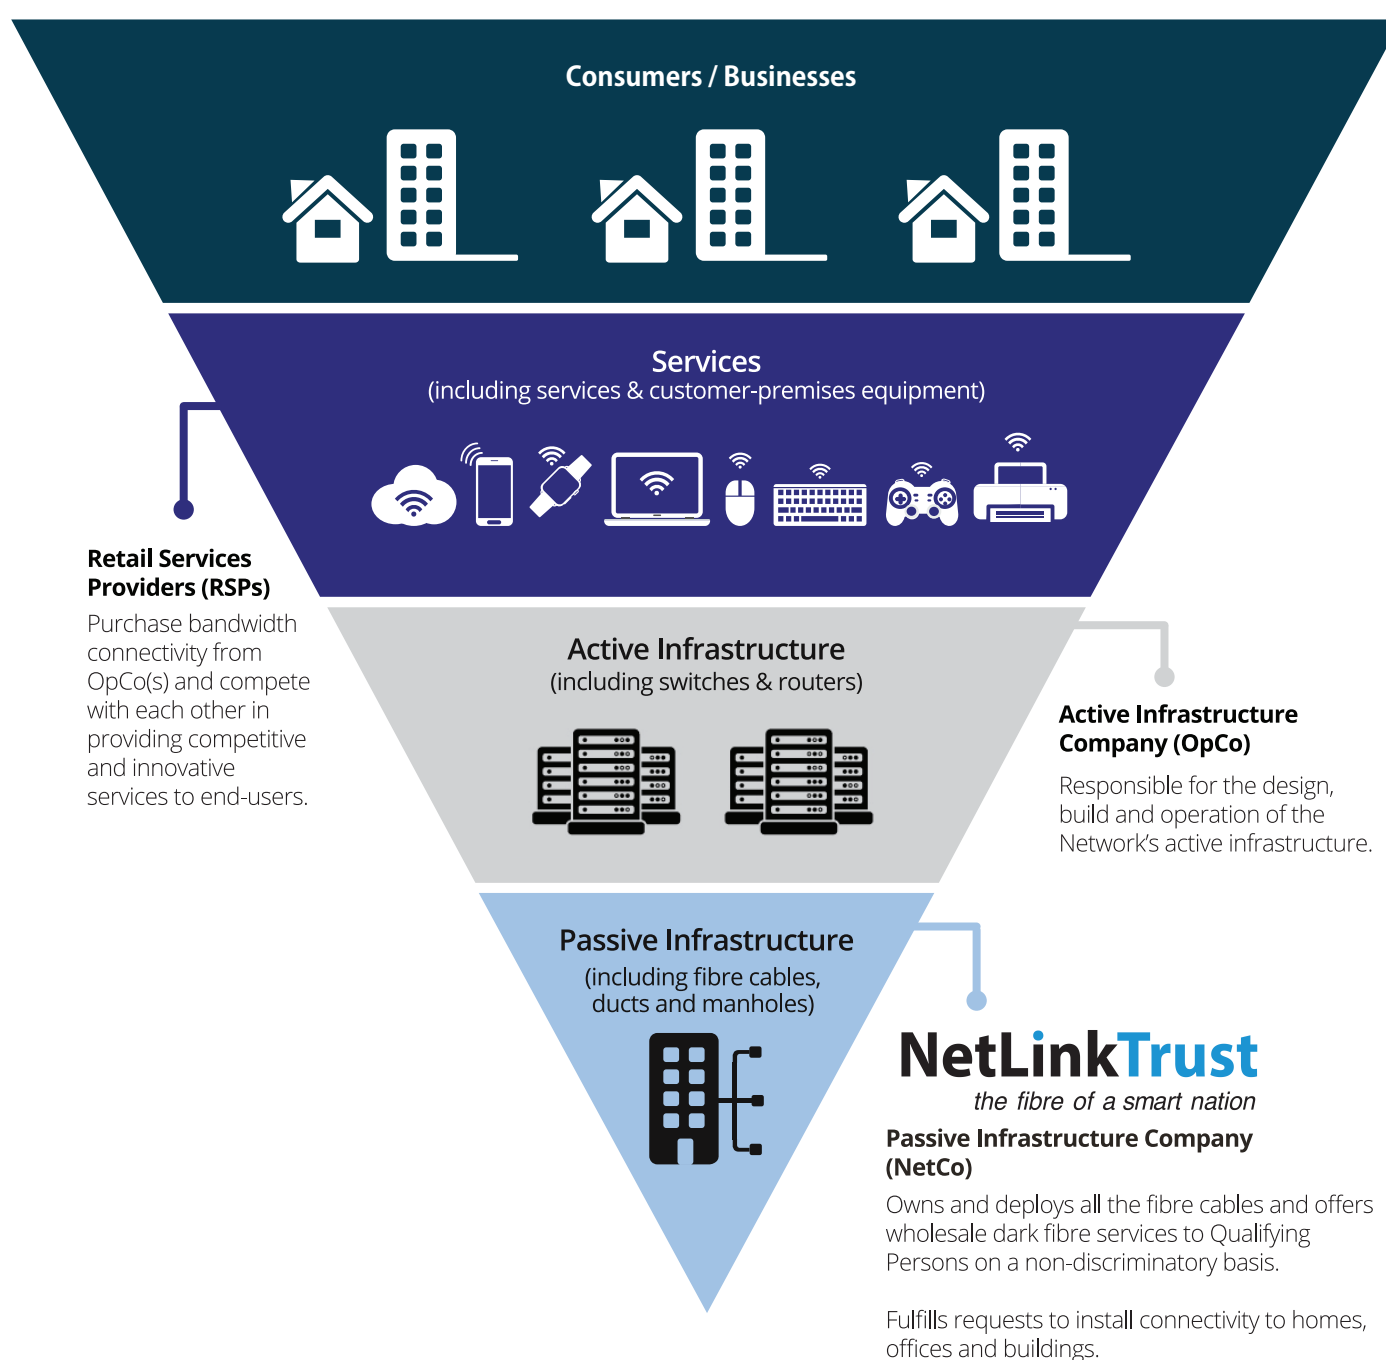 Consumers / Businesses
Services
(including services & customer-premises equipment)
Retail Services
Providers (RSPs)
Purchase bandwidth
connectivity from
OpCo(s) and compete
with each other in
providing competitive
and innovative
services to end-users.
Active Infrastructure
(including switches & routers)
Active Infrastructure
Company (OpCo)
Responsible for the design,
build and operation of the
Network's active infrastructure.
Passive Infrastructure
(including fibre cables,
ducts and manholes)
NetLinkTrust
the fibre of a smart nation
Passive Infrastructure Company
(NetCo)
Owns and deploys all the fibre cables and offers
wholesale dark fibre services to Qualifying
Persons on a non-discriminatory basis.
Fulfills requests to install connectivity to homes,
offices and buildings.